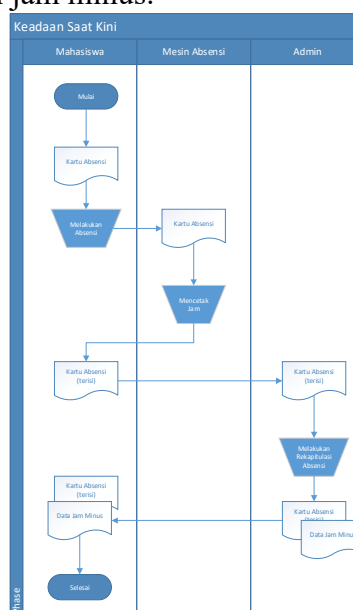 jam minus.
Keadaan Saat Kini
Mahasiswa
Mesin Absensi
Admin
Mulai
Kartu Absensi
Melakukan
Absensi
Kartu Absensi
Mencetak
Jam
Kartu Absensi
(terisi)
Kartu Absensi
(terisi)
Melakukan
Rekapitulasi
Absensi
Kartu Absensi
(terisi)
Data Jam Minus
Kartu Absensi
(terisi)
Data Jam Minus
Selesai
Phase